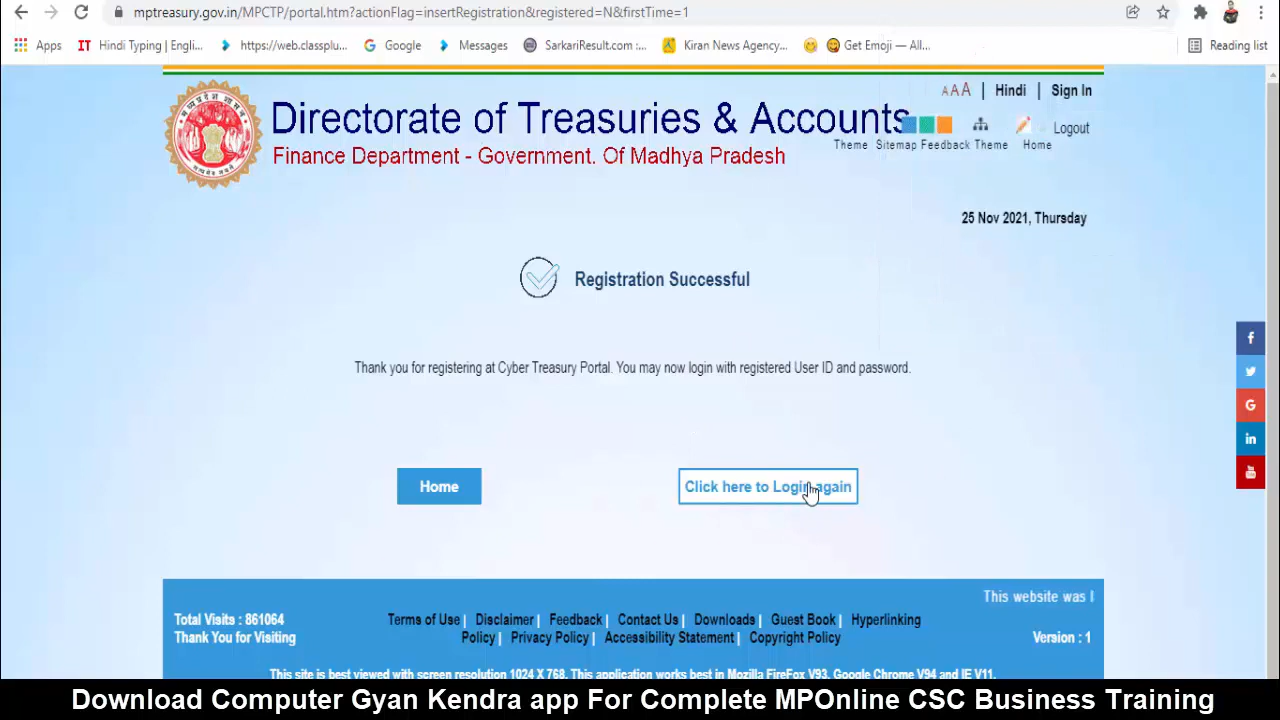 mptreasury.gov.in/MPCTP/portal.htm?actionFlag=insertRegistration&registered=N&firstTime=1
Apps IT Hindi Typing | Engli... https://web.classplu... Google Messages SarkariResult.com :... Kiran News Agency... Get Emoji — All... Reading list
A A A | Hindi | Sign In
Directorate of Treasuries & Accounts
Logout
Theme Sitemap Feedback Theme Home
Finance Department - Government. Of Madhya Pradesh
25 Nov 2021, Thursday
Registration Successful
Thank you for registering at Cyber Treasury Portal. You may now login with registered User ID and password.
Home Click here to Login again
This website was
Total Visits : 861064 Terms of Use | Disclaimer | Feedback | Contact Us | Downloads | Guest Book | Hyperlinking
Thank You for Visiting Policy | Privacy Policy | Accessibility Statement | Copyright Policy Version : 1
This site is best viewed with screen resolution 1024 X 768. This application works best in Mozilla FireFox V93, Google Chrome V94 and IE V11.
Download Computer Gyan Kendra app For Complete MPOnline CSC Business Training